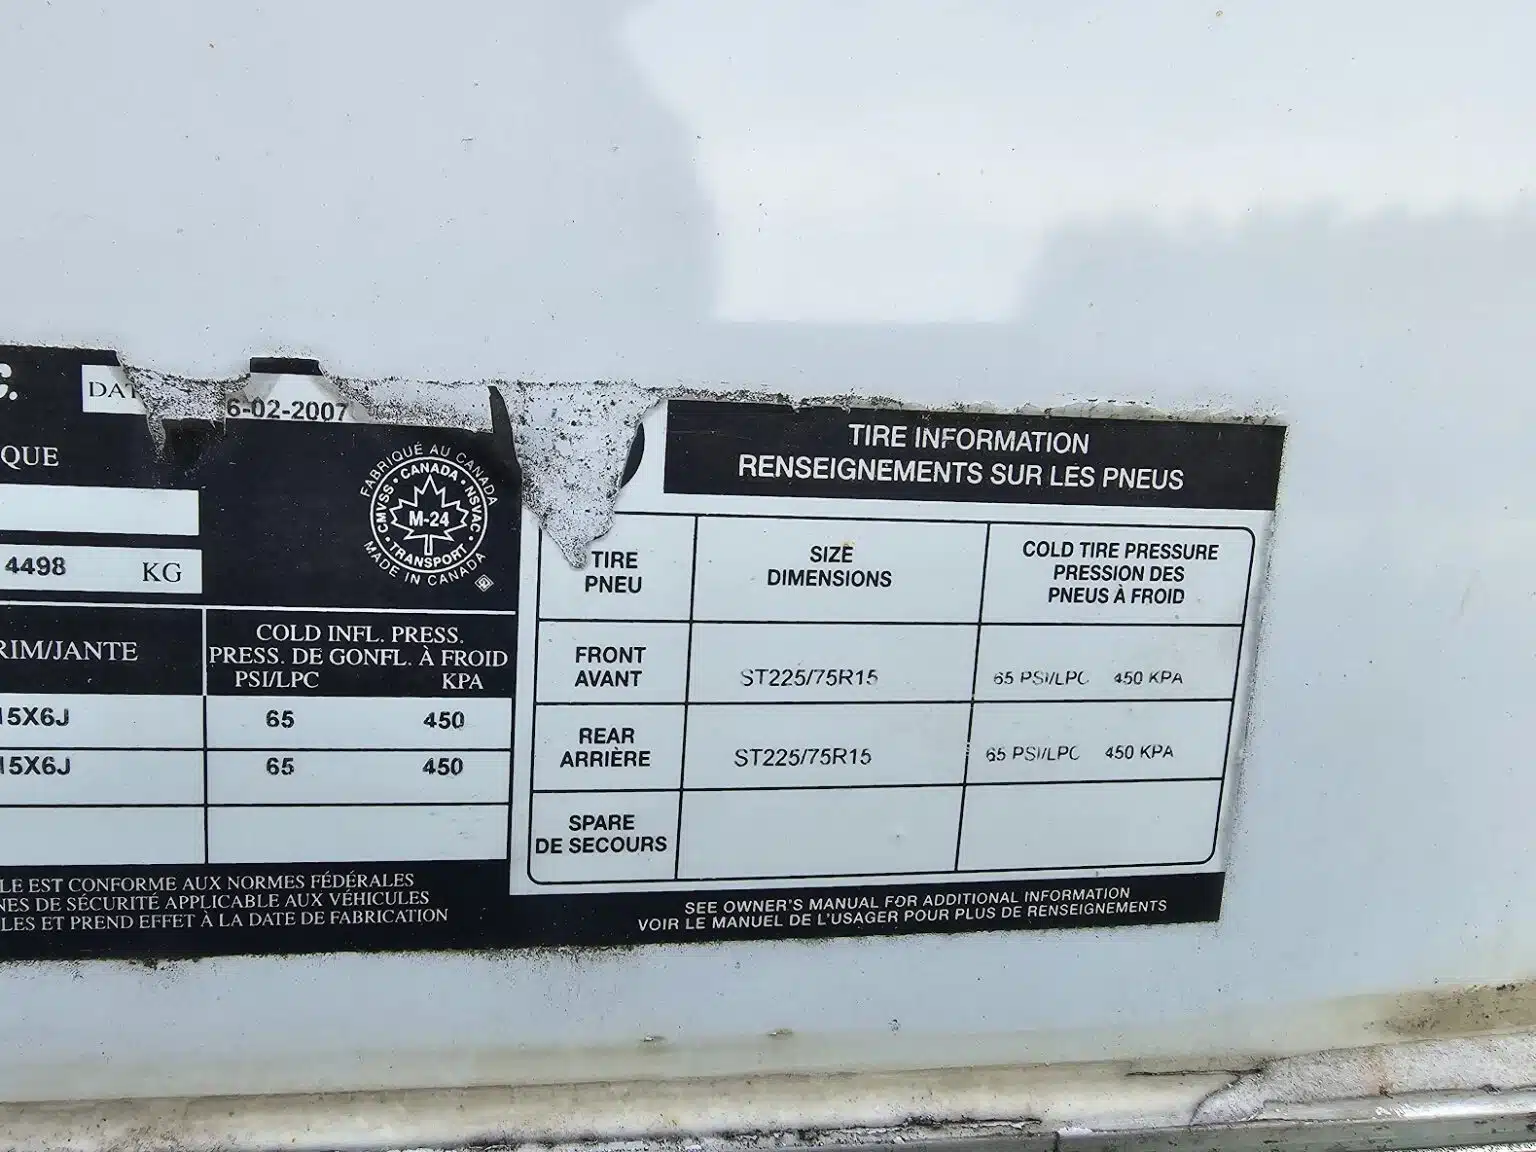 6-02-2007
QUE
4498 KG
FABRIQUÉ AU CANADA
CMVSS • CANADA • NSVAC • TRANSPORT •
M-24
MADE IN CANADA
RIM/JANTE
COLD INFL. PRESS.
PRESS. DE GONFL. À FROID
PSI/LPC KPA
15X6J 65 450
15X6J 65 450
LE EST CONFORME AUX NORMES FÉDÉRALES
NES DE SÉCURITÉ APPLICABLE AUX VÉHICULES
LES ET PREND EFFET À LA DATE DE FABRICATION
TIRE INFORMATION
RENSEIGNEMENTS SUR LES PNEUS
TIRE
PNEU
SIZE
DIMENSIONS
COLD TIRE PRESSURE
PRESSION DES
PNEUS À FROID
FRONT
AVANT
ST225/75R15
65 PSI/LPC 450 KPA
REAR
ARRIÈRE
ST225/75R15
65 PSI/LPC 450 KPA
SPARE
DE SECOURS
SEE OWNER'S MANUAL FOR ADDITIONAL INFORMATION
VOIR LE MANUEL DE L'USAGER POUR PLUS DE RENSEIGNEMENTS